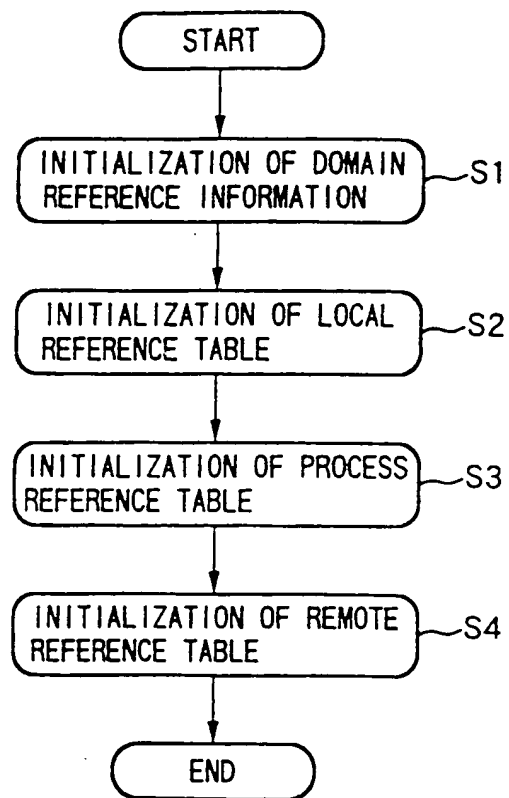 START
INITIALIZATION OF DOMAIN
REFERENCE INFORMATION
S1
INITIALIZATION OF LOCAL
REFERENCE TABLE
S2
INITIALIZATION OF PROCESS
REFERENCE TABLE
S3
INITIALIZATION OF REMOTE
REFERENCE TABLE
S4
END